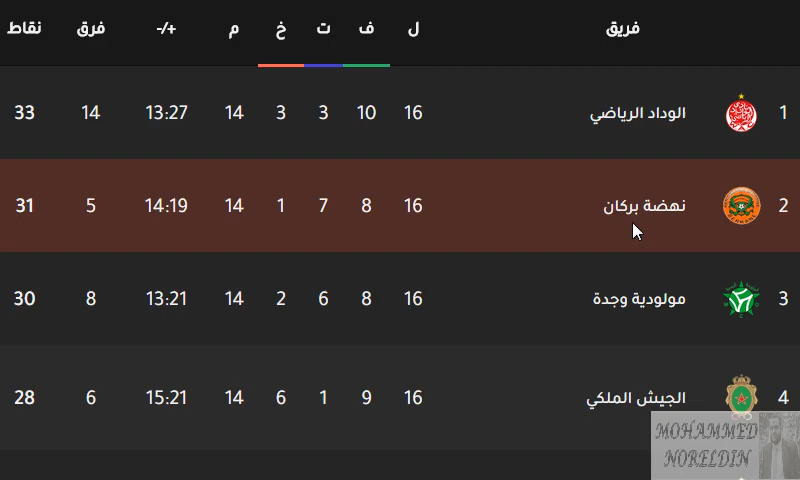 فريق ل ف ت خ م +/- فرق نقاط
1 الوداد الرياضي 16 10 3 3 14 13:27 14 33
2 نهضة بركان 16 8 7 1 14 14:19 5 31
3 مولودية وجدة 16 8 6 2 14 13:21 8 30
4 الجيش الملكي 16 9 1 6 14 15:21 6 28
MOHAMMED
NORELDIN